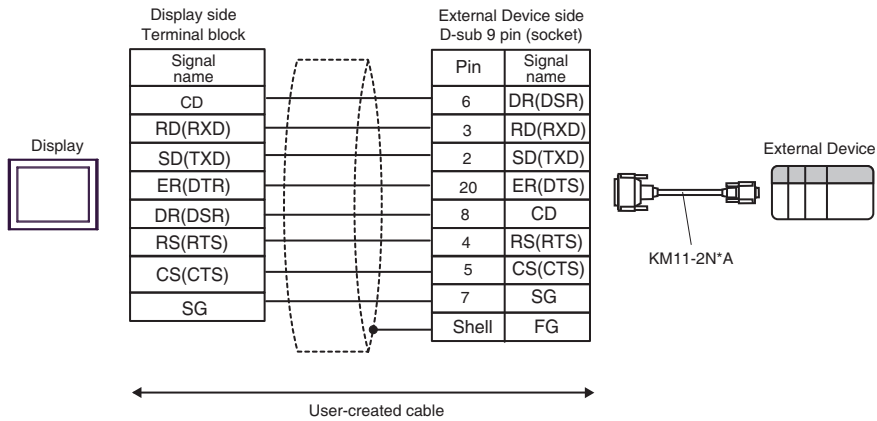 Display side
Terminal block
External Device side
D-sub 9 pin (socket)
Signal
name
Pin
Signal
name
CD
6
DR(DSR)
RD(RXD)
3
RD(RXD)
SD(TXD)
2
SD(TXD)
ER(DTR)
20
ER(DTS)
DR(DSR)
8
CD
RS(RTS)
4
RS(RTS)
CS(CTS)
5
CS(CTS)
SG
7
SG
Shell
FG
Display
External Device
KM11-2N*A
User-created cable